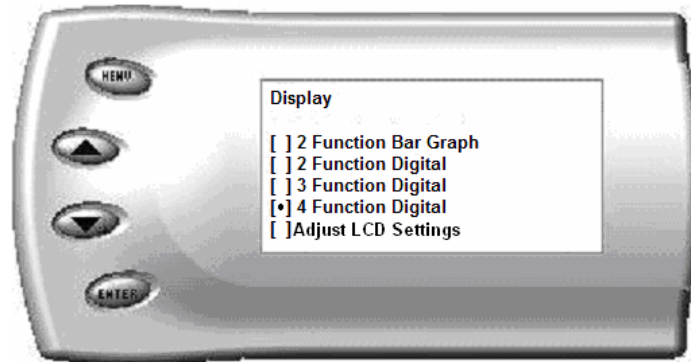 MENU
Display
[ ] 2 Function Bar Graph
[ ] 2 Function Digital
[ ] 3 Function Digital
[•] 4 Function Digital
[ ]Adjust LCD Settings
ENTER